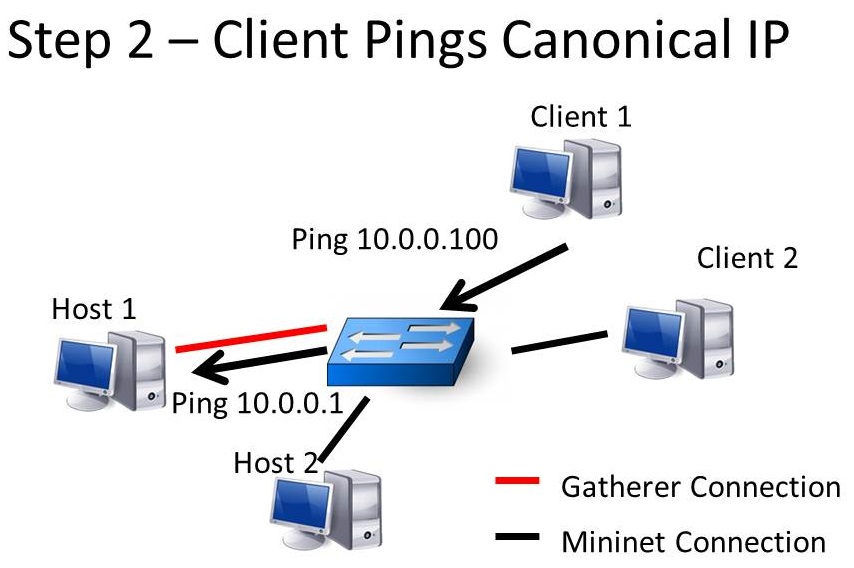 Step 2 – Client Pings Canonical IP
Client 1
Ping 10.0.0.100
Client 2
Host 1
Ping 10.0.0.1
Host 2
Gatherer Connection
Mininet Connection